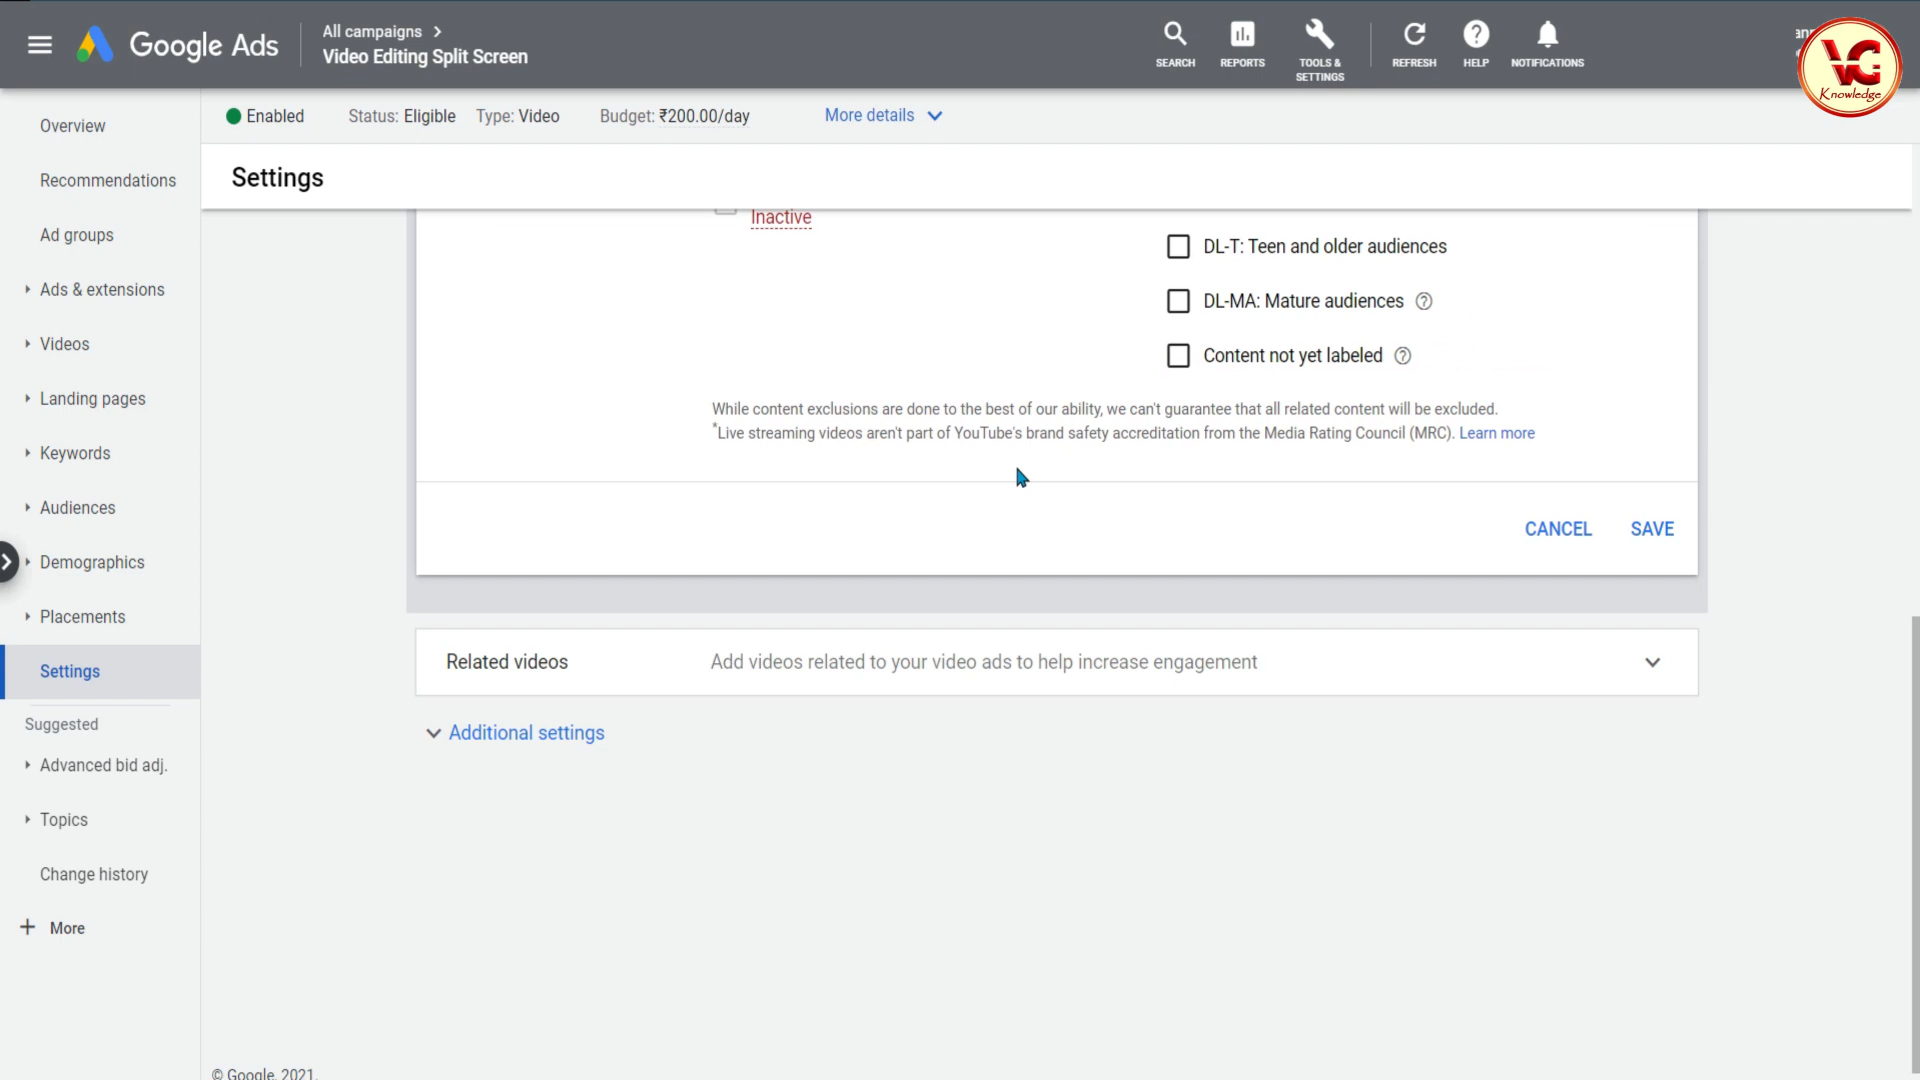 Google Ads
All campaigns
Video Editing Split Screen
SEARCH
REPORTS
TOOLS &
SETTINGS
REFRESH
HELP
NOTIFICATIONS
VG
Knowledge
Enabled
Status: Eligible
Type: Video
Budget: ₹200.00/day
More details
Overview
Recommendations
Ad groups
Ads & extensions
Videos
Landing pages
Keywords
Audiences
Demographics
Placements
Settings
Suggested
Advanced bid adj.
Topics
Change history
More
Settings
Inactive
DL-T: Teen and older audiences
DL-MA: Mature audiences
Content not yet labeled
While content exclusions are done to the best of our ability, we can't guarantee that all related content will be excluded.
*Live streaming videos aren't part of YouTube's brand safety accreditation from the Media Rating Council (MRC). Learn more
CANCEL
SAVE
Related videos
Add videos related to your video ads to help increase engagement
Additional settings
© Google, 2021.